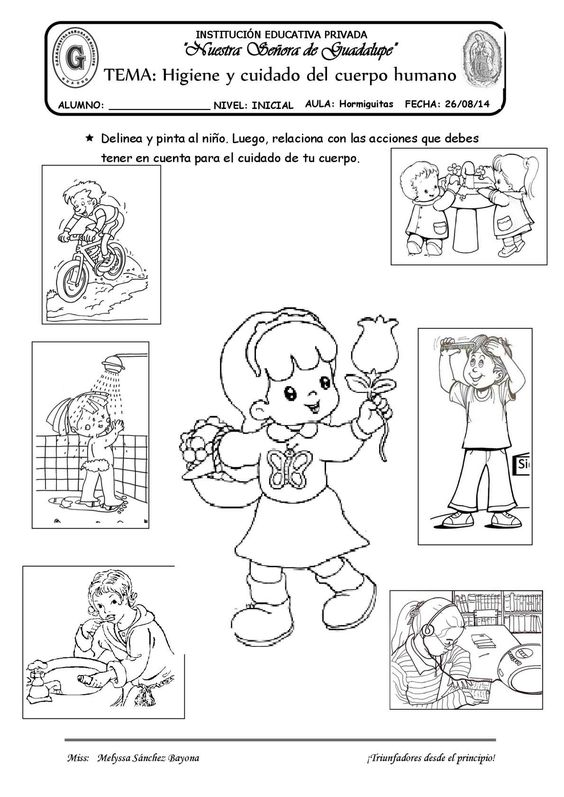 INSTITUCIÓN EDUCATIVA PRIVADA
"Nuestra Señora de Guadalupe"
G
TEMA: Higiene y cuidado del cuerpo humano
ALUMNO: ________________ NIVEL: INICIAL AULA: Hormiguitas FECHA: 26/08/14
★ Delinea y pinta al niño. Luego, relaciona con las acciones que debes
tener en cuenta para el cuidado de tu cuerpo.
Si
Miss: Melyssa Sánchez Bayona
¡Triunfadores desde el principio!